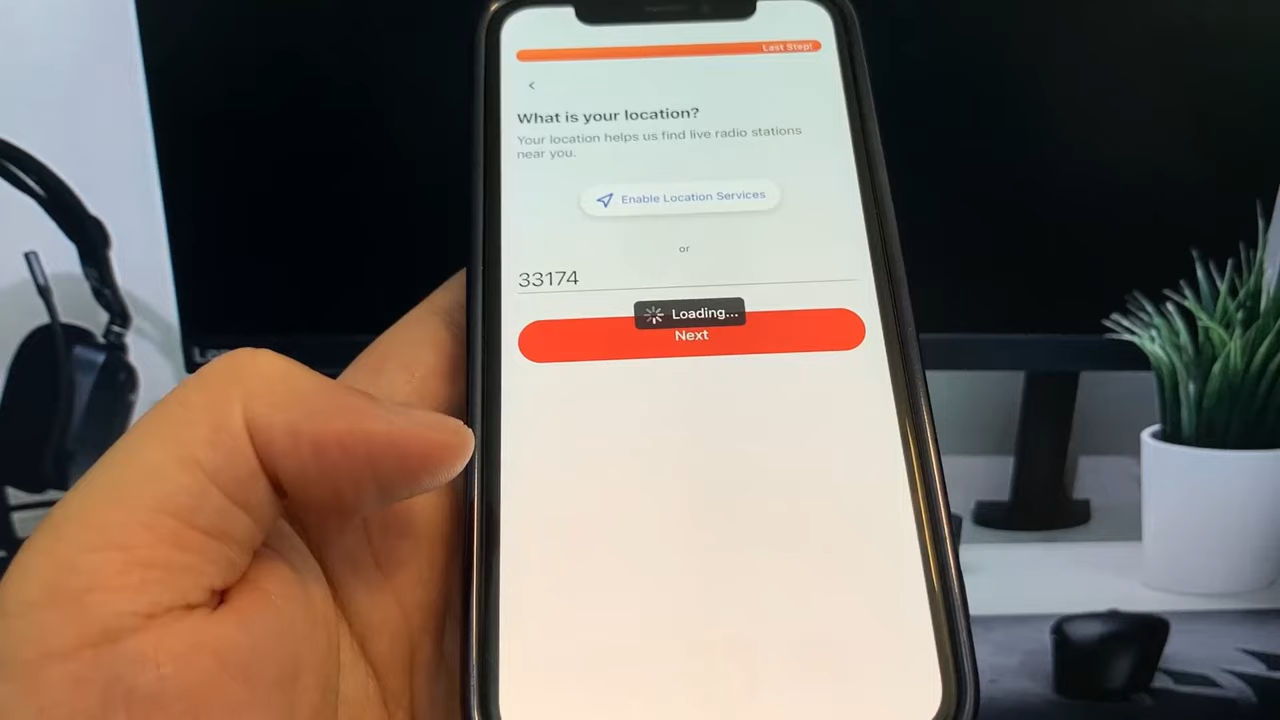 Last Step!
What is your location?
Your location helps us find live radio stations
near you.
Enable Location Services
or
33174
Loading...
Next